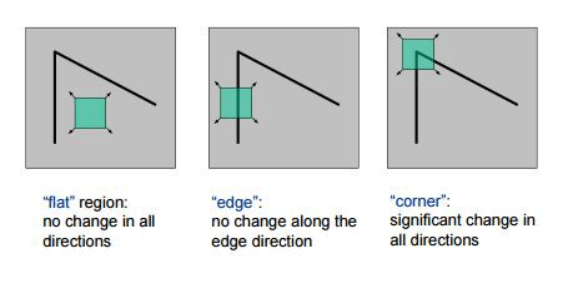 “flat” region:
no change in all
directions
“edge”:
no change along the
edge direction
“corner”:
significant change in
all directions